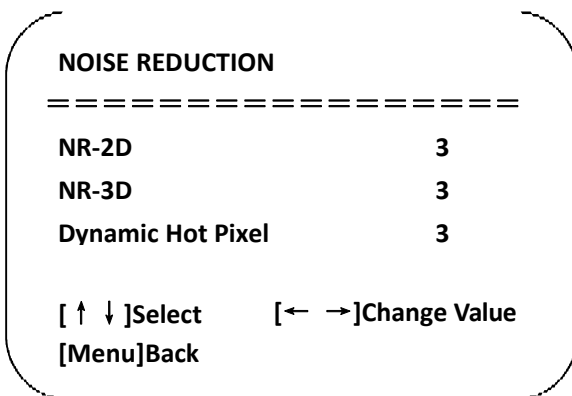 NOISE REDUCTION
=================
NR-2D 3
NR-3D 3
Dynamic Hot Pixel 3
[↑ ↓]Select [← →]Change Value
[Menu]Back